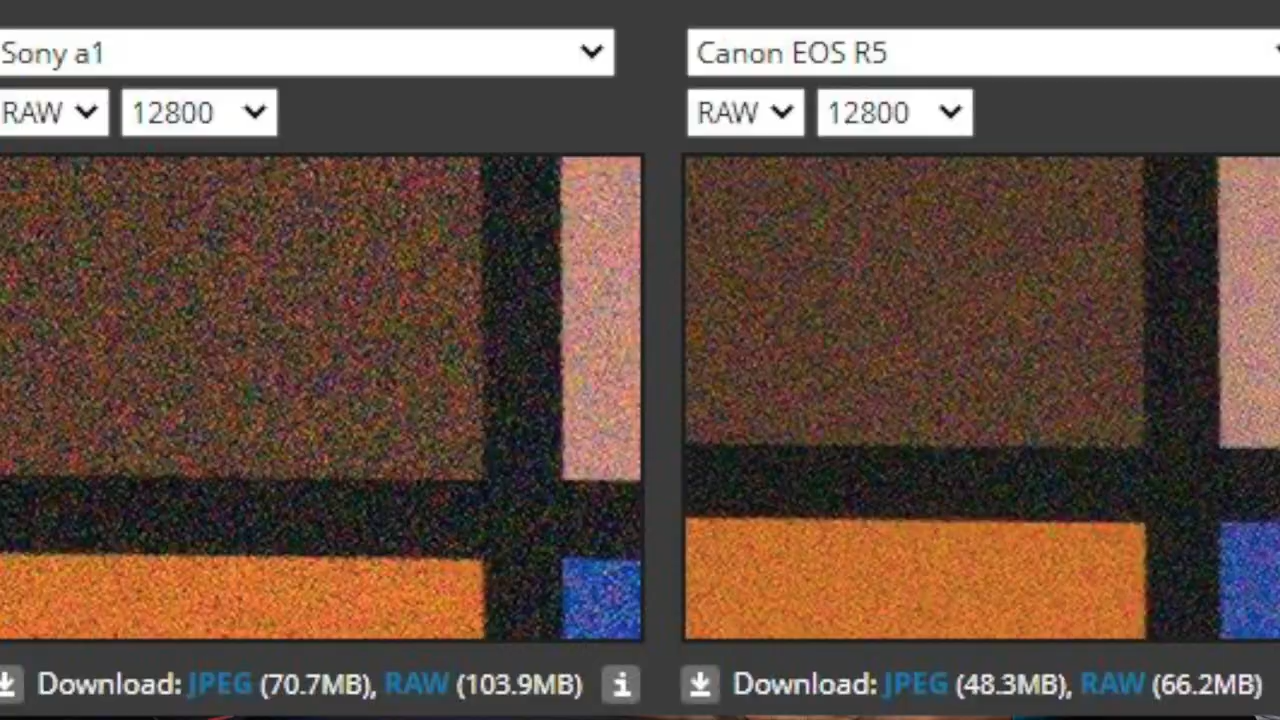 Sony a1
Canon EOS R5
RAW 12800
RAW 12800
Download: JPEG (70.7MB), RAW (103.9MB)
Download: JPEG (48.3MB), RAW (66.2MB)